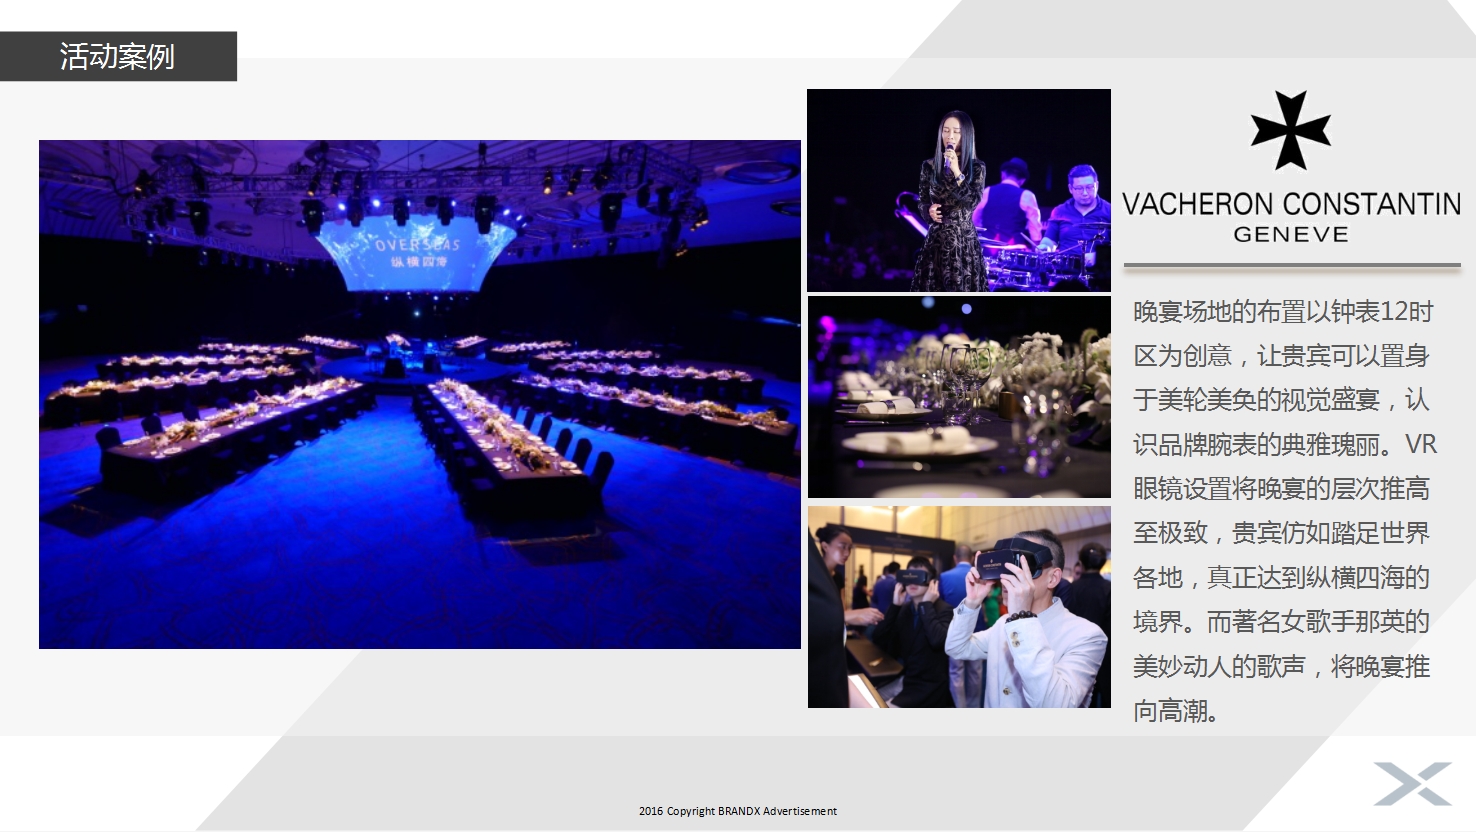 活动案例
OVERSEAS
纵横四海
VACHERON CONSTANTIN
GENEVE
晚宴场地的布置以钟表12时
区为创意，让贵宾可以置身
于美轮美奂的视觉盛宴，认
识品牌腕表的典雅瑰丽。VR
眼镜设置将晚宴的层次推高
至极致，贵宾仿如踏足世界
各地，真正达到纵横四海的
境界。而著名女歌手那英的
美妙动人的歌声，将晚宴推
向高潮。
2016 Copyright BRANDX Advertisement